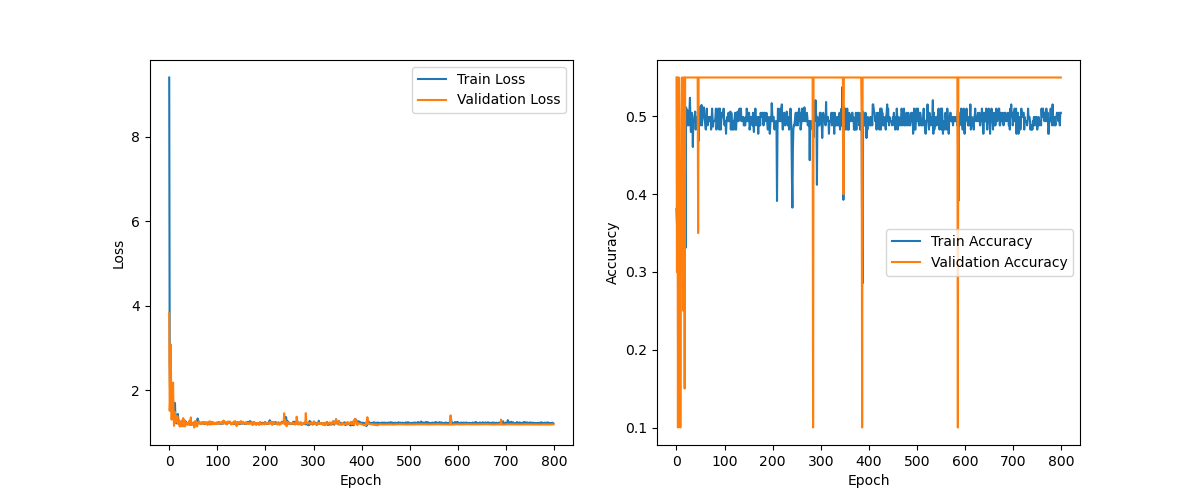 Train Loss
Validation Loss
8
6
4
2
Loss
0 100 200 300 400 500 600 700 800
Epoch
0.5
0.4
0.3
0.2
0.1
Accuracy
Train Accuracy
Validation Accuracy
0 100 200 300 400 500 600 700 800
Epoch